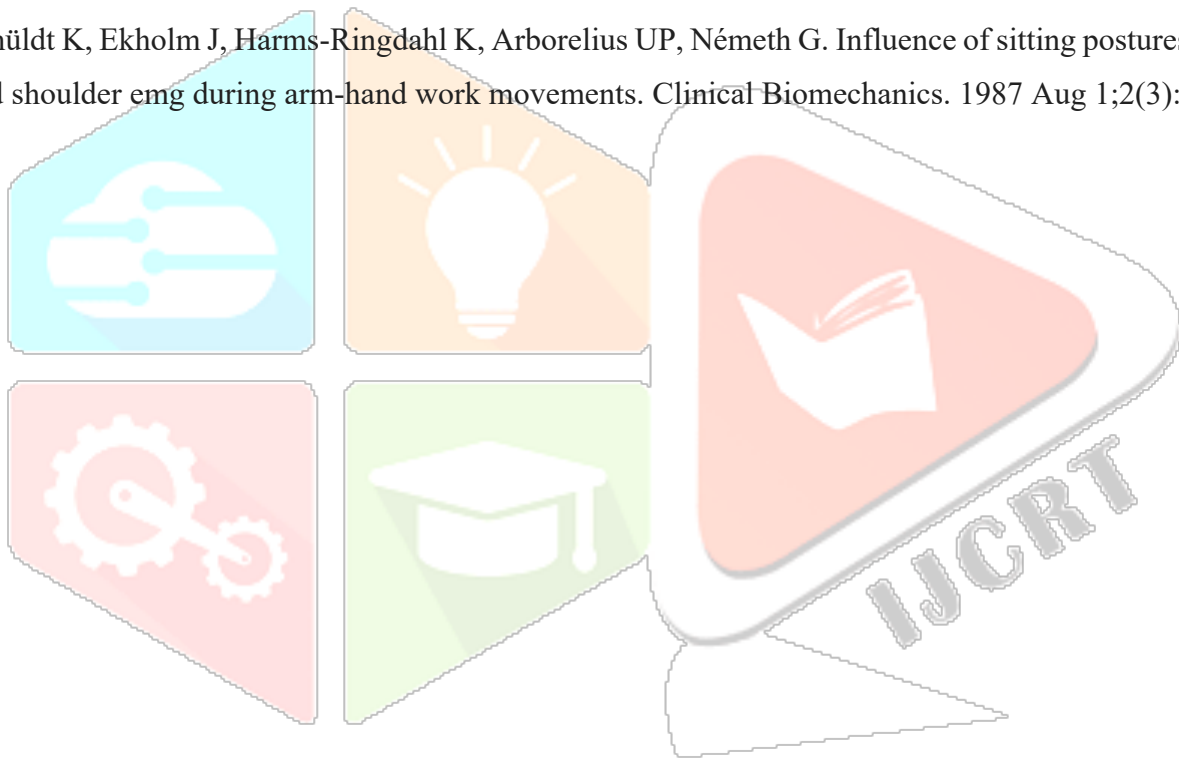 nüldt K, Ekholm J, Harms-Ringdahl K, Arborelius UP, Németh G. Influence of sitting postures
shoulder emg during arm-hand work movements. Clinical Biomechanics. 1987 Aug 1;2(3):
IJCRT